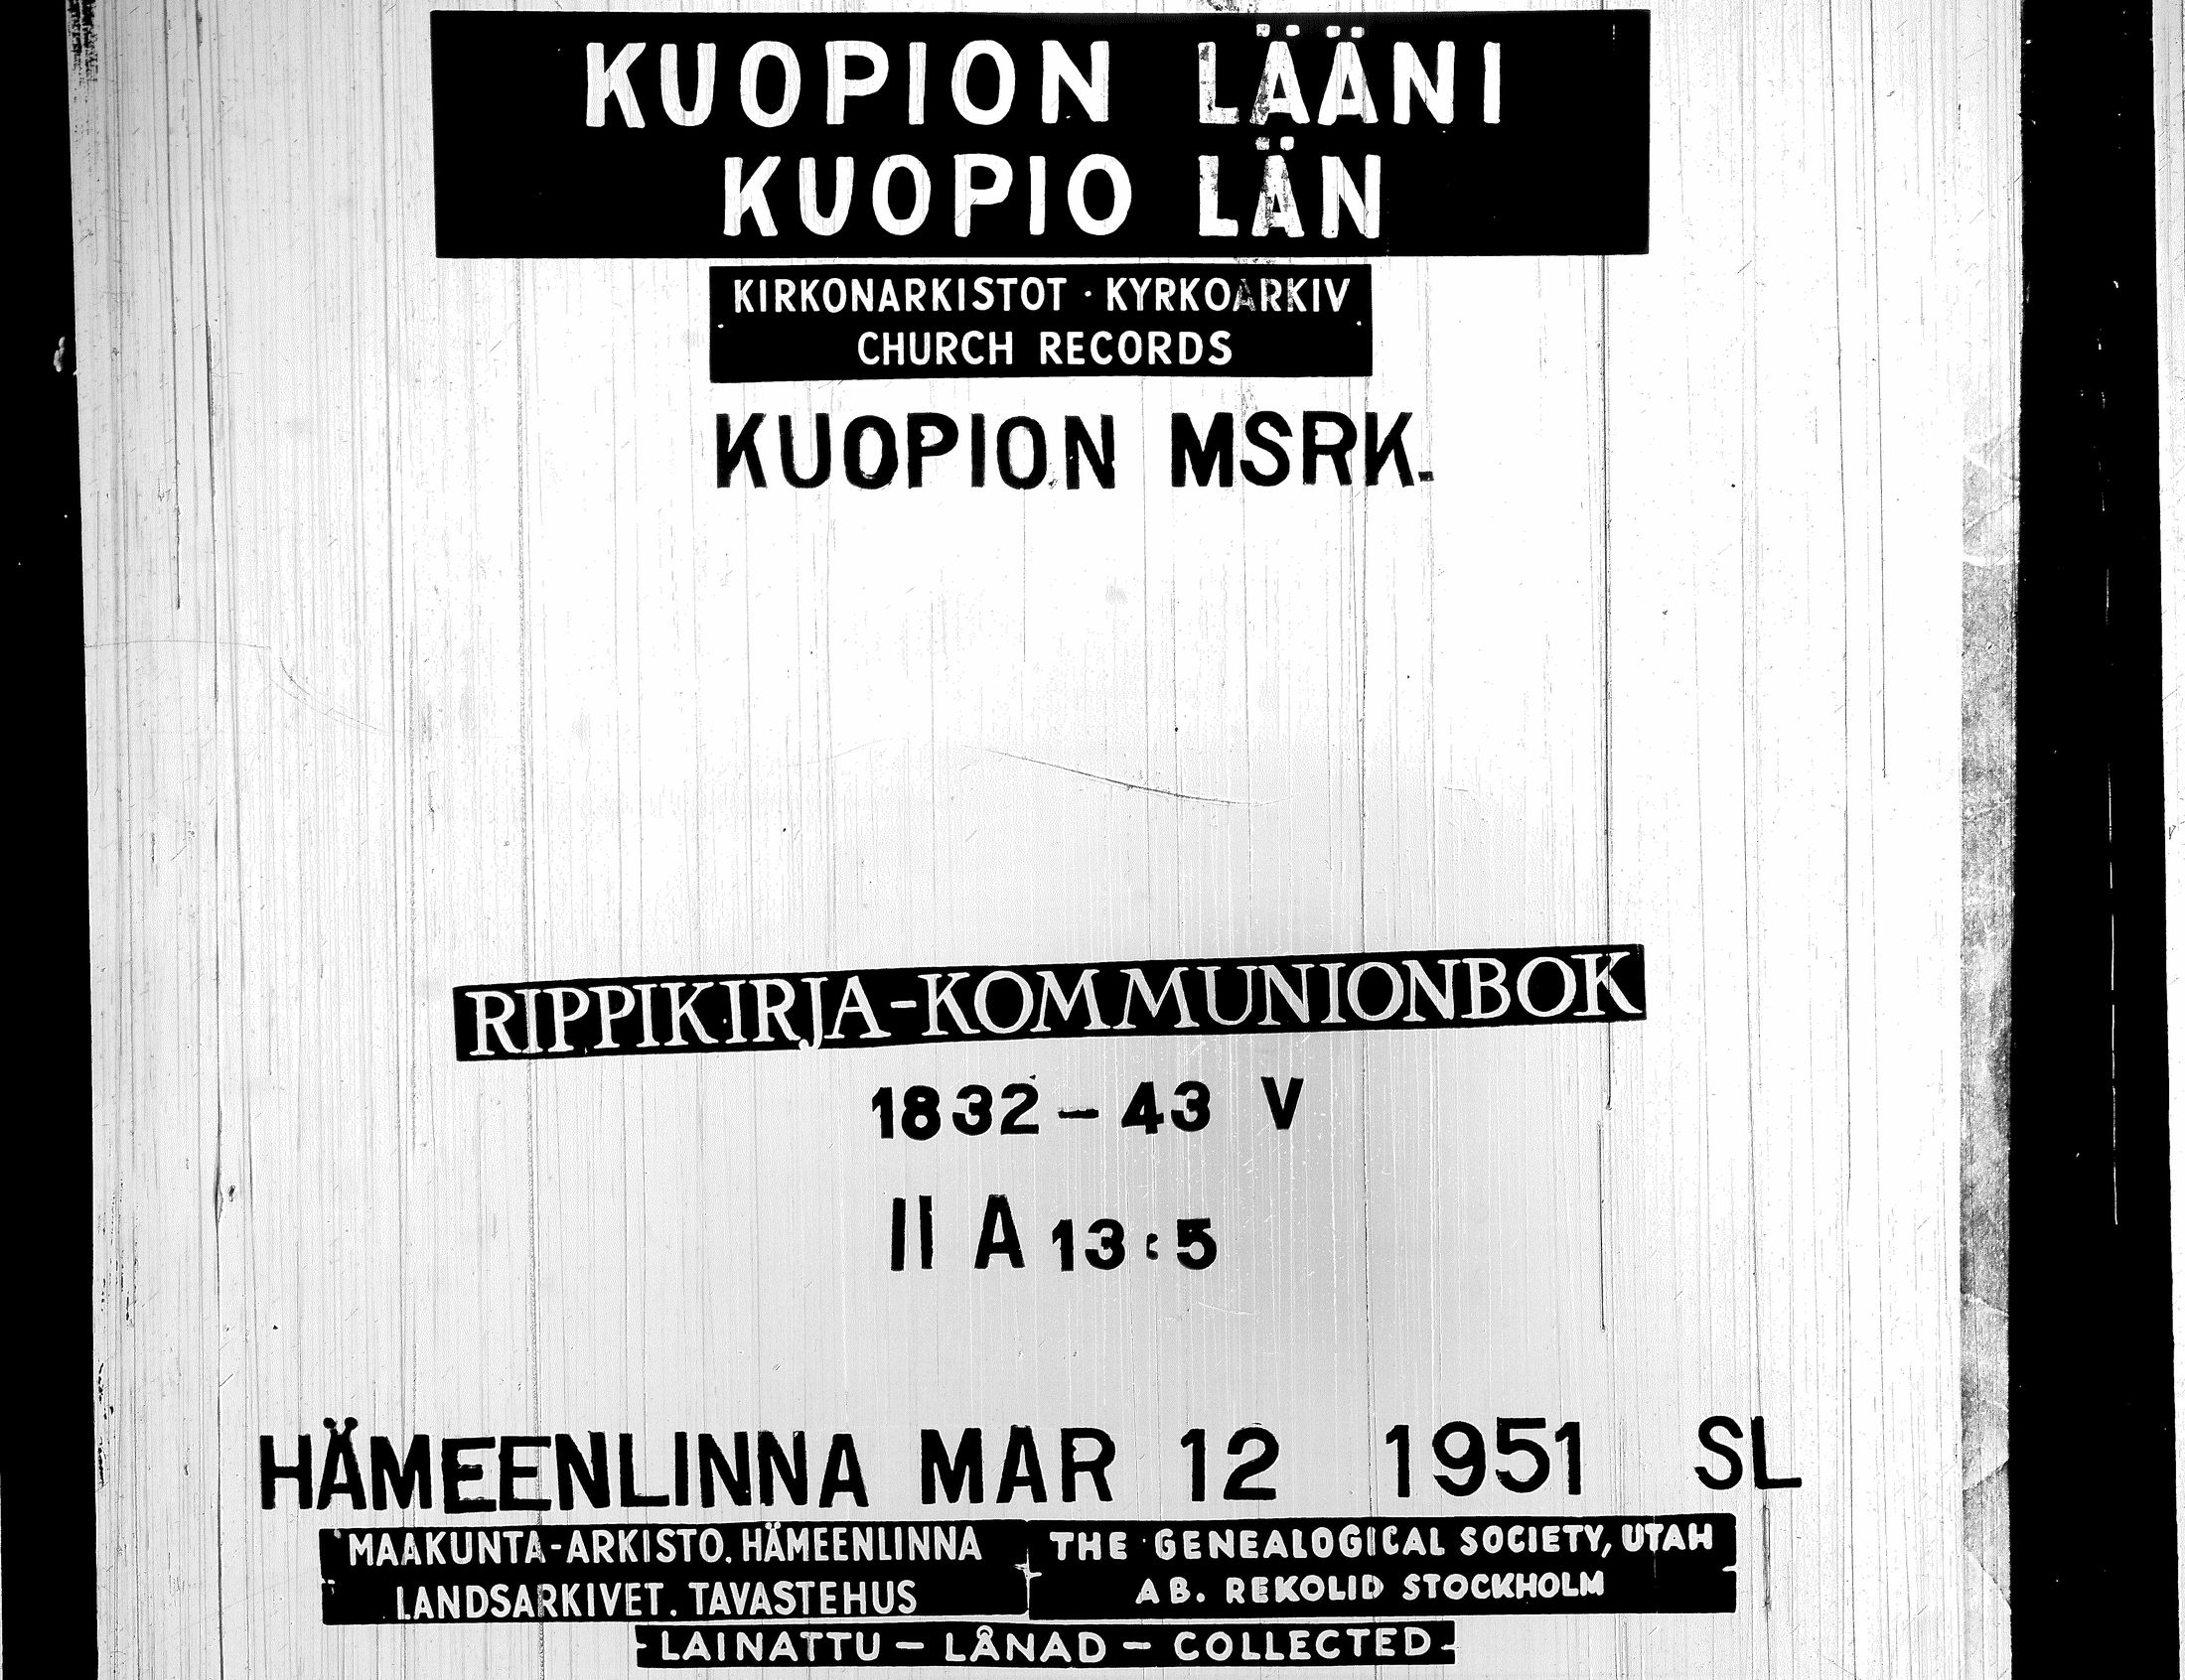 KUOPION LÄÄNI
KUOPIO LÄN
KIRKONARKISTOT · KYRKOARKIV
CHURCH RECORDS
KUOPION MSRK.
RIPPIKIRJA-KOMMUNIONBOK
1832-43 V
II A 13:5
HÄMEENLINNA MAR 12 1951 SL
MAAKUNTA-ARKISTO. HÄMEENLINNA
LANDSARKIVET. TAVASTEHUS
THE GENEALOGICAL SOCIETY, UTAH
AB. REKOLID STOCKHOLM
-LAINATTU - LÅNAD - COLLECTED-